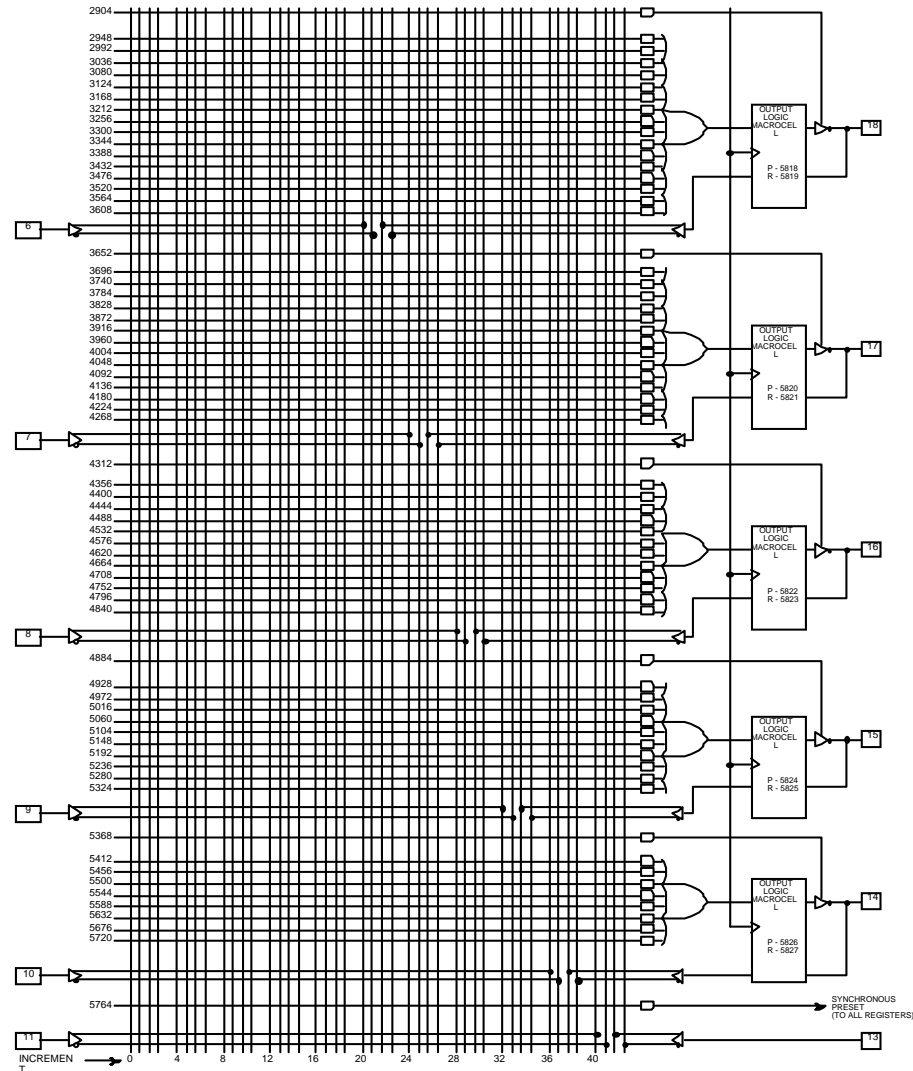 2904
2948
2992
3036
3080
3124
3168
3212
3256
3300
3344
3388
3432
3476
3520
3564
3608
OUTPUT
LOGIC
MACROCEL
L
P - 5818
R - 5819
18
6
3652
3696
3740
3784
3828
3872
3916
3960
4004
4048
4092
4136
4180
4224
4268
OUTPUT
LOGIC
MACROCEL
L
P - 5820
R - 5821
17
7
4312
4356
4400
4444
4488
4532
4576
4620
4664
4708
4752
4796
4840
OUTPUT
LOGIC
MACROCEL
L
P - 5822
R - 5823
16
8
4884
4928
4972
5016
5060
5104
5148
5192
5236
5280
5324
OUTPUT
LOGIC
MACROCEL
L
P - 5824
R - 5825
15
9
5368
5412
5456
5500
5544
5588
5632
5676
5720
OUTPUT
LOGIC
MACROCEL
L
P - 5826
R - 5827
14
10
5764
SYNCHRONOUS
PRESET
(TO ALL REGISTERS)
11
13
INCREMEN
T
0 4 8 12 16 20 24 28 32 36 40